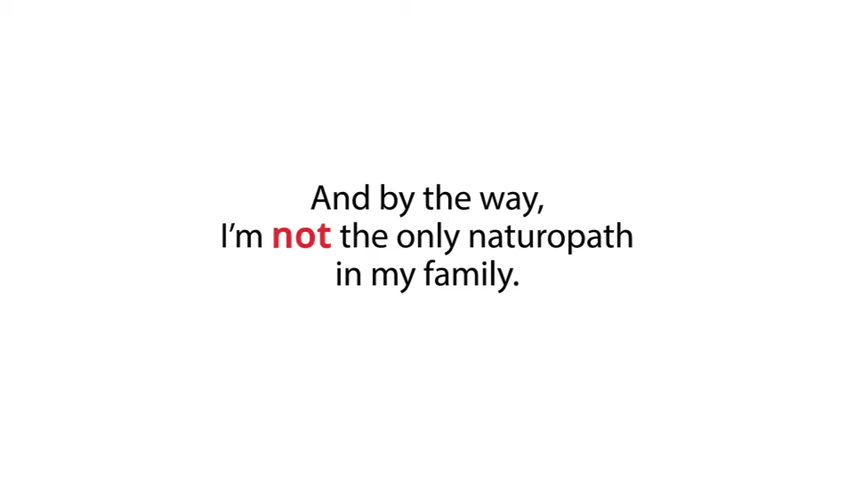 And by the way,
I'm not the only naturopath
in my family.